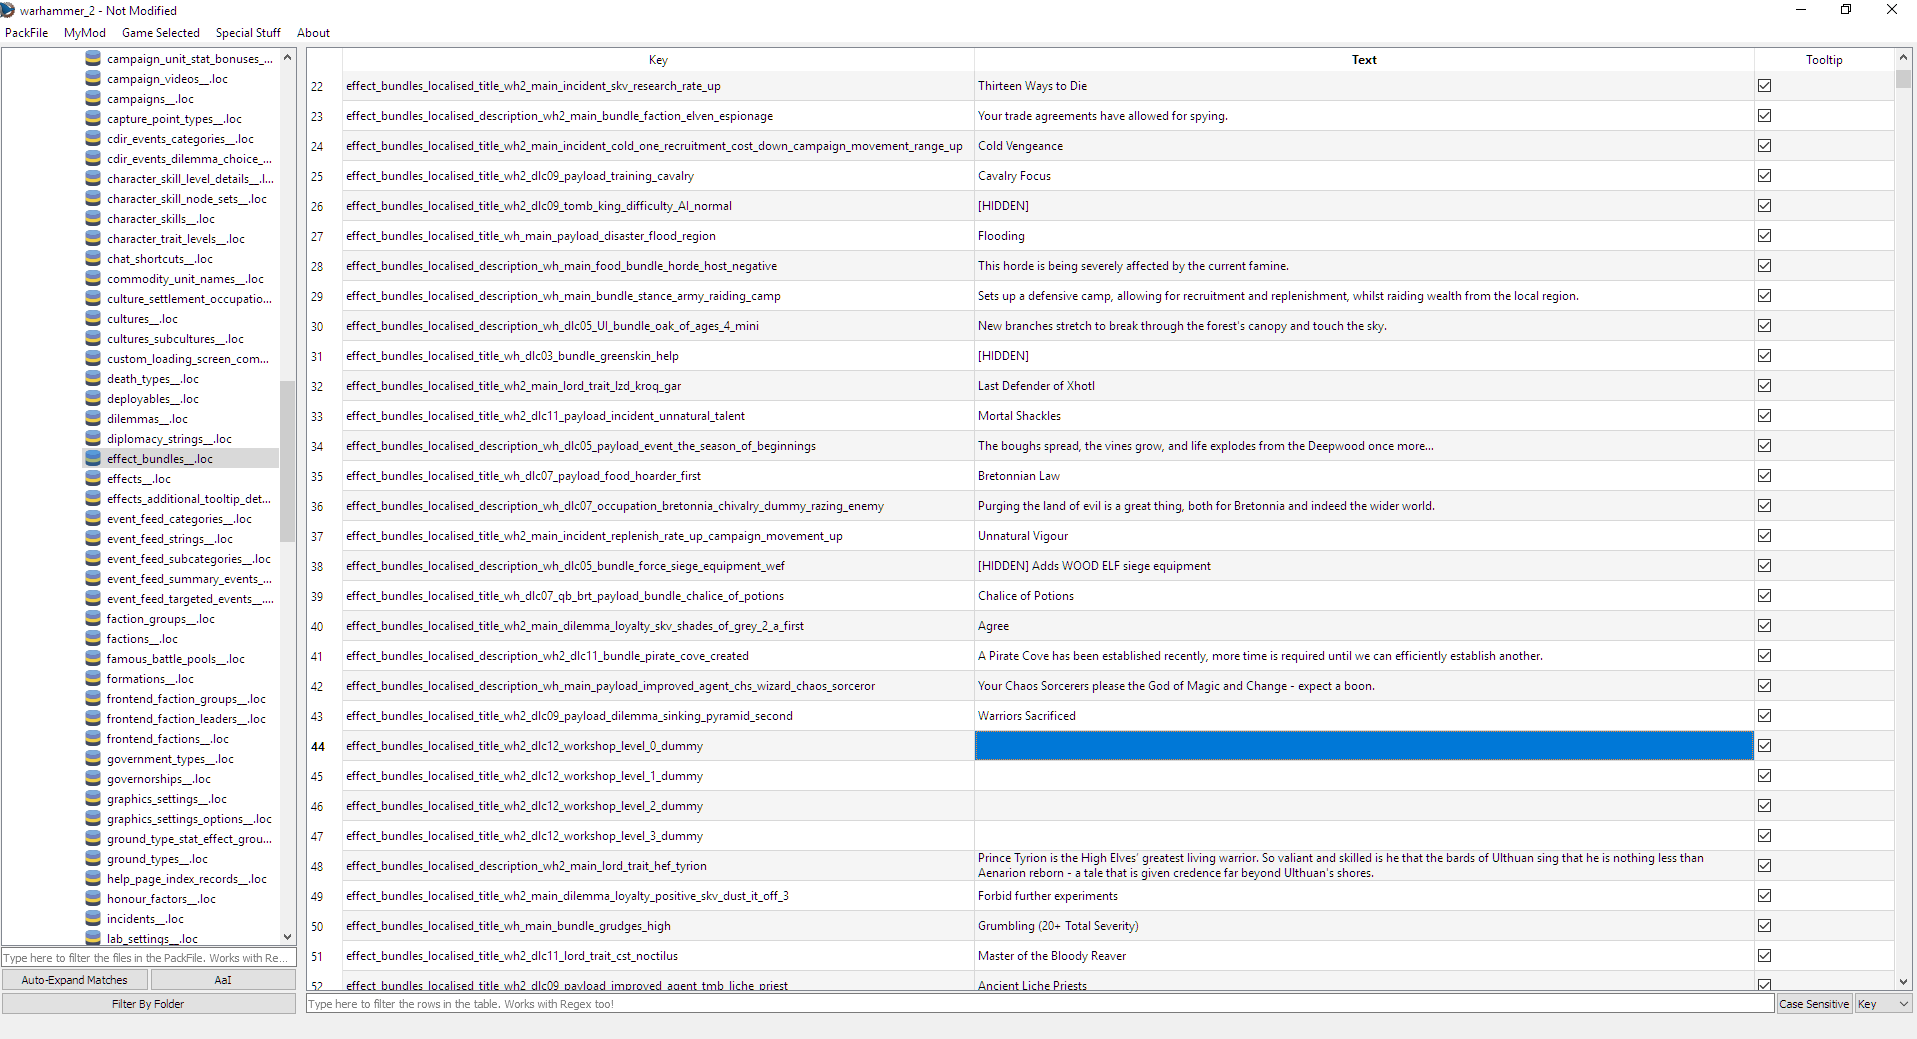 warhammer_2 - Not Modified
PackFile MyMod Game Selected Special Stuff About
campaign_unit_stat_bonuses_...
campaign_videos__.loc
campaigns__.loc
capture_point_types__.loc
cdir_events_categories__.loc
cdir_events_dilemma_choice_...
character_skill_level_details__.l...
character_skill_node_sets__.loc
character_skills__.loc
character_trait_levels__.loc
chat_shortcuts__.loc
commodity_unit_names__.loc
culture_settlement_occupatio...
cultures__.loc
cultures_subcultures__.loc
custom_loading_screen_com...
death_types__.loc
deployables__.loc
dilemmas__.loc
diplomacy_strings__.loc
effect_bundles__.loc
effects__.loc
effects_additional_tooltip_det...
event_feed_categories__.loc
event_feed_strings__.loc
event_feed_subcategories__.loc
event_feed_summary_events_...
event_feed_targeted_events__....
faction_groups__.loc
factions__.loc
famous_battle_pools__.loc
formations__.loc
frontend_faction_groups__.loc
frontend_faction_leaders__.loc
frontend_factions__.loc
government_types__.loc
governorships__.loc
graphics_settings__.loc
graphics_settings_options__.loc
ground_type_stat_effect_grou...
ground_types__.loc
help_page_index_records__.loc
honour_factors__.loc
incidents__.loc
lab_settings__.loc
Type here to filter the files in the PackFile. Works with Re...
Auto-Expand Matches AaI
Filter By Folder
Key Text Tooltip
22 effect_bundles_localised_title_wh2_main_incident_skv_research_rate_up Thirteen Ways to Die
23 effect_bundles_localised_description_wh2_main_bundle_faction_elven_espionage Your trade agreements have allowed for spying.
24 effect_bundles_localised_title_wh2_main_incident_cold_one_recruitment_cost_down_campaign_movement_range_up Cold Vengeance
25 effect_bundles_localised_title_wh2_dlc09_payload_training_cavalry Cavalry Focus
26 effect_bundles_localised_title_wh2_dlc09_tomb_king_difficulty_AI_normal [HIDDEN]
27 effect_bundles_localised_title_wh_main_payload_disaster_flood_region Flooding
28 effect_bundles_localised_description_wh_main_food_bundle_horde_host_negative This horde is being severely affected by the current famine.
29 effect_bundles_localised_description_wh_main_bundle_stance_army_raiding_camp Sets up a defensive camp, allowing for recruitment and replenishment, whilst raiding wealth from the local region.
30 effect_bundles_localised_description_wh_dlc05_UI_bundle_oak_of_ages_4_mini New branches stretch to break through the forest's canopy and touch the sky.
31 effect_bundles_localised_title_wh_dlc03_bundle_greenskin_help [HIDDEN]
32 effect_bundles_localised_title_wh2_main_lord_trait_lzd_kroq_gar Last Defender of Xhotl
33 effect_bundles_localised_title_wh2_dlc11_payload_incident_unnatural_talent Mortal Shackles
34 effect_bundles_localised_description_wh_dlc05_payload_event_the_season_of_beginnings The boughs spread, the vines grow, and life explodes from the Deepwood once more...
35 effect_bundles_localised_title_wh_dlc07_payload_food_hoarder_first Bretonnian Law
36 effect_bundles_localised_description_wh_dlc07_occupation_bretonnia_chivalry_dummy_razing_enemy Purging the land of evil is a great thing, both for Bretonnia and indeed the wider world.
37 effect_bundles_localised_title_wh2_main_incident_replenish_rate_up_campaign_movement_up Unnatural Vigour
38 effect_bundles_localised_description_wh_dlc05_bundle_force_siege_equipment_wef [HIDDEN] Adds WOOD ELF siege equipment
39 effect_bundles_localised_title_wh_dlc07_qb_brt_payload_bundle_chalice_of_potions Chalice of Potions
40 effect_bundles_localised_title_wh2_main_dilemma_loyalty_skv_shades_of_grey_2_a_first Agree
41 effect_bundles_localised_description_wh2_dlc11_bundle_pirate_cove_created A Pirate Cove has been established recently, more time is required until we can efficiently establish another.
42 effect_bundles_localised_description_wh_main_payload_improved_agent_chs_wizard_chaos_sorceror Your Chaos Sorcerers please the God of Magic and Change - expect a boon.
43 effect_bundles_localised_title_wh2_dlc09_payload_dilemma_sinking_pyramid_second Warriors Sacrificed
44 effect_bundles_localised_title_wh2_dlc12_workshop_level_0_dummy
45 effect_bundles_localised_title_wh2_dlc12_workshop_level_1_dummy
46 effect_bundles_localised_title_wh2_dlc12_workshop_level_2_dummy
47 effect_bundles_localised_title_wh2_dlc12_workshop_level_3_dummy
48 effect_bundles_localised_description_wh2_main_lord_trait_hef_tyrion Prince Tyrion is the High Elves' greatest living warrior. So valiant and skilled is he that the bards of Ulthuan sing that he is nothing less than
Aenarion reborn - a tale that is given credence far beyond Ulthuan's shores.
49 effect_bundles_localised_title_wh2_main_dilemma_loyalty_positive_skv_dust_it_off_3 Forbid further experiments
50 effect_bundles_localised_title_wh_main_bundle_grudges_high Grumbling (20+ Total Severity)
51 effect_bundles_localised_title_wh2_dlc11_lord_trait_cst_noctilus Master of the Bloody Reaver
52 effect_bundles_localised_title_wh2_dlc09_payload_improved_agent_tmb_liche_priest Ancient Liche Priests
Type here to filter the rows in the table. Works with Regex too! Case Sensitive Key